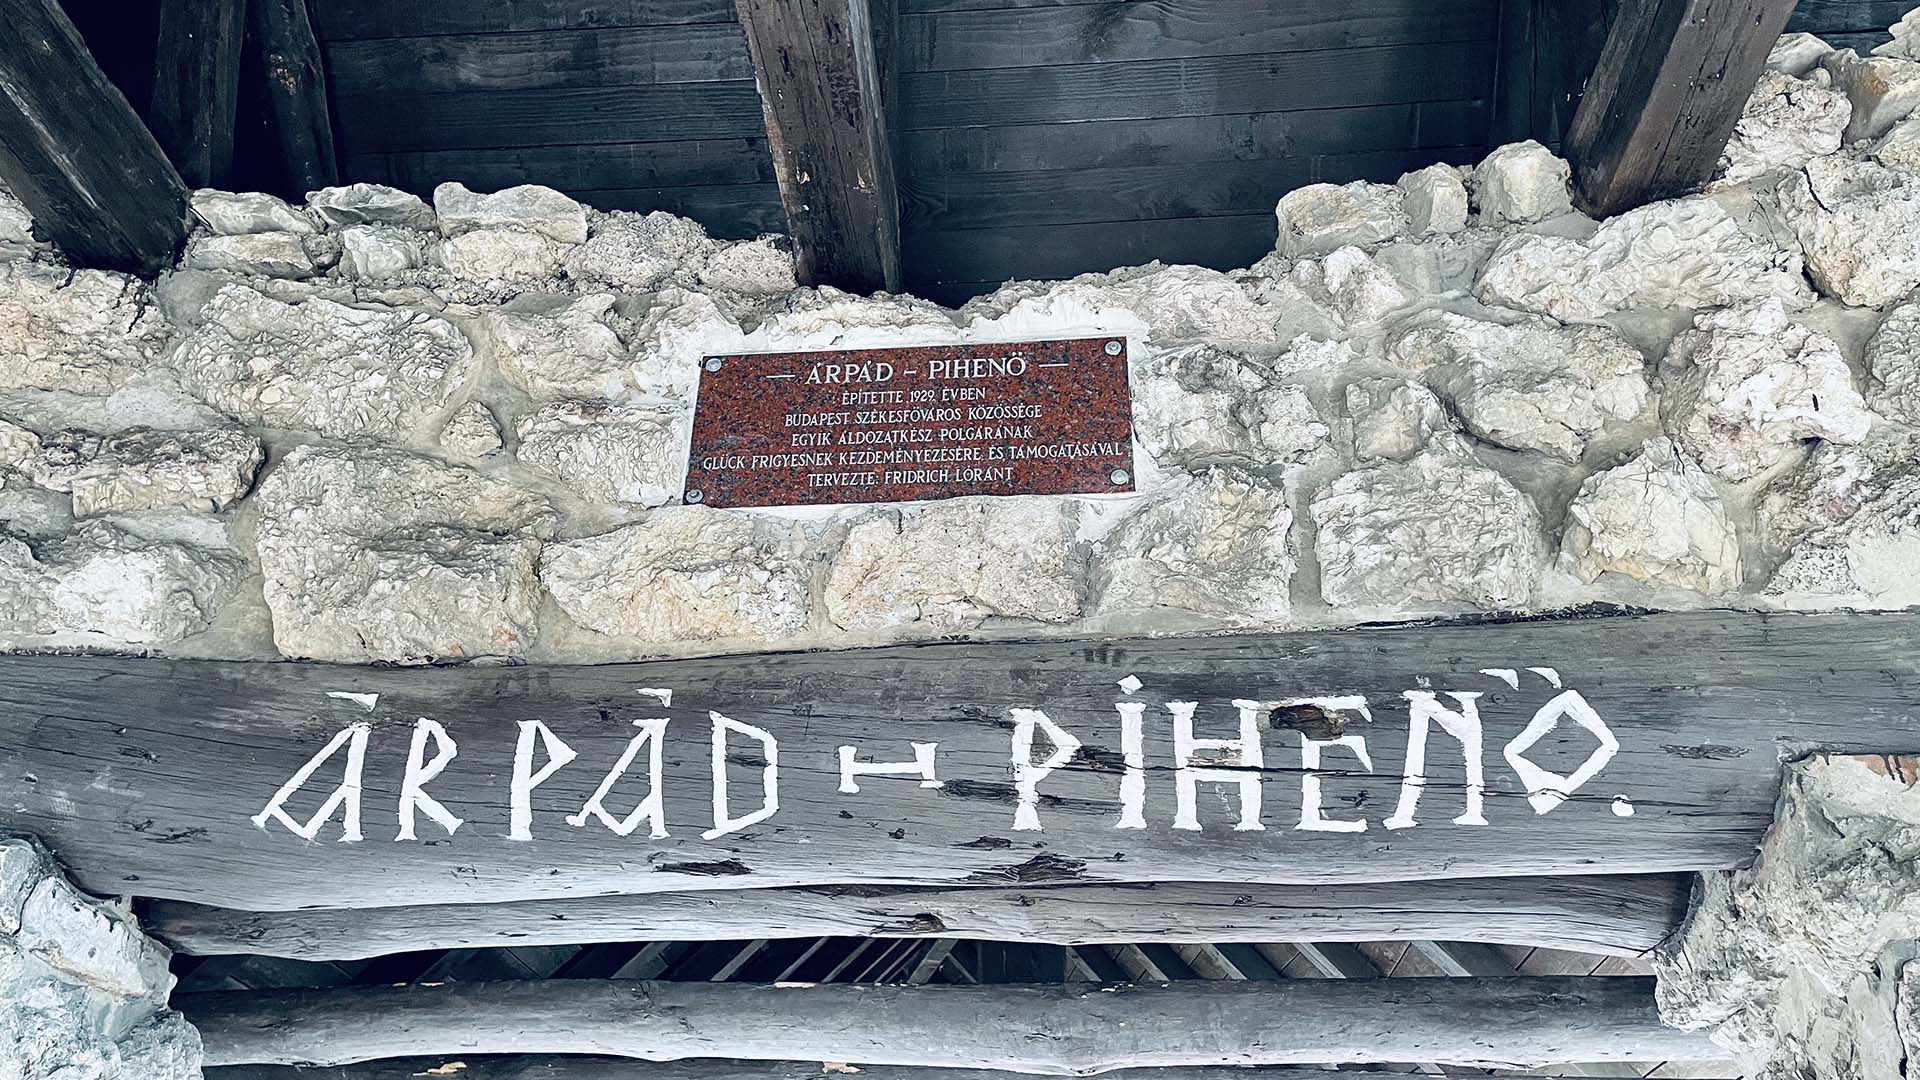 — ÁRPÁD – PIHENŐ —
ÉPÍTETTE 1929. ÉVBEN
BUDAPEST SZÉKESFŐVÁROS KÖZÖSSÉGE
EGYIK ÁLDOZATKÉSZ POLGÁRÁNAK
GLÜCK FRIGYESNEK KEZDEMÉNYEZÉSÉRE ÉS TÁMOGATÁSÁVAL
TERVEZTE: FRIDRICH LÓRÁNT
ÁRPÁD – PIHENŐ.